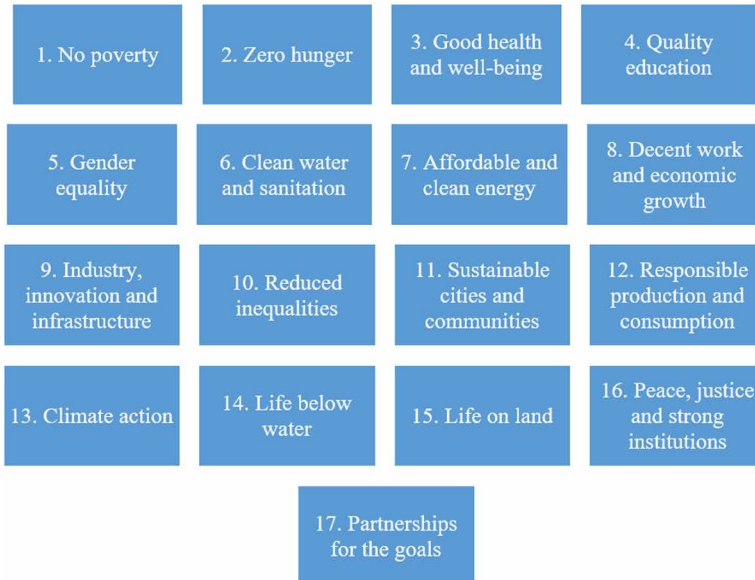 1. No poverty
2. Zero hunger
3. Good health
and well-being
4. Quality
education
5. Gender
equality
6. Clean water
and sanitation
7. Affordable and
clean energy
8. Decent work
and economic
growth
9. Industry,
innovation and
infrastructure
10. Reduced
inequalities
11. Sustainable
cities and
communities
12. Responsible
production and
consumption
13. Climate action
14. Life below
water
15. Life on land
16. Peace, justice
and strong
institutions
17. Partnerships
for the goals